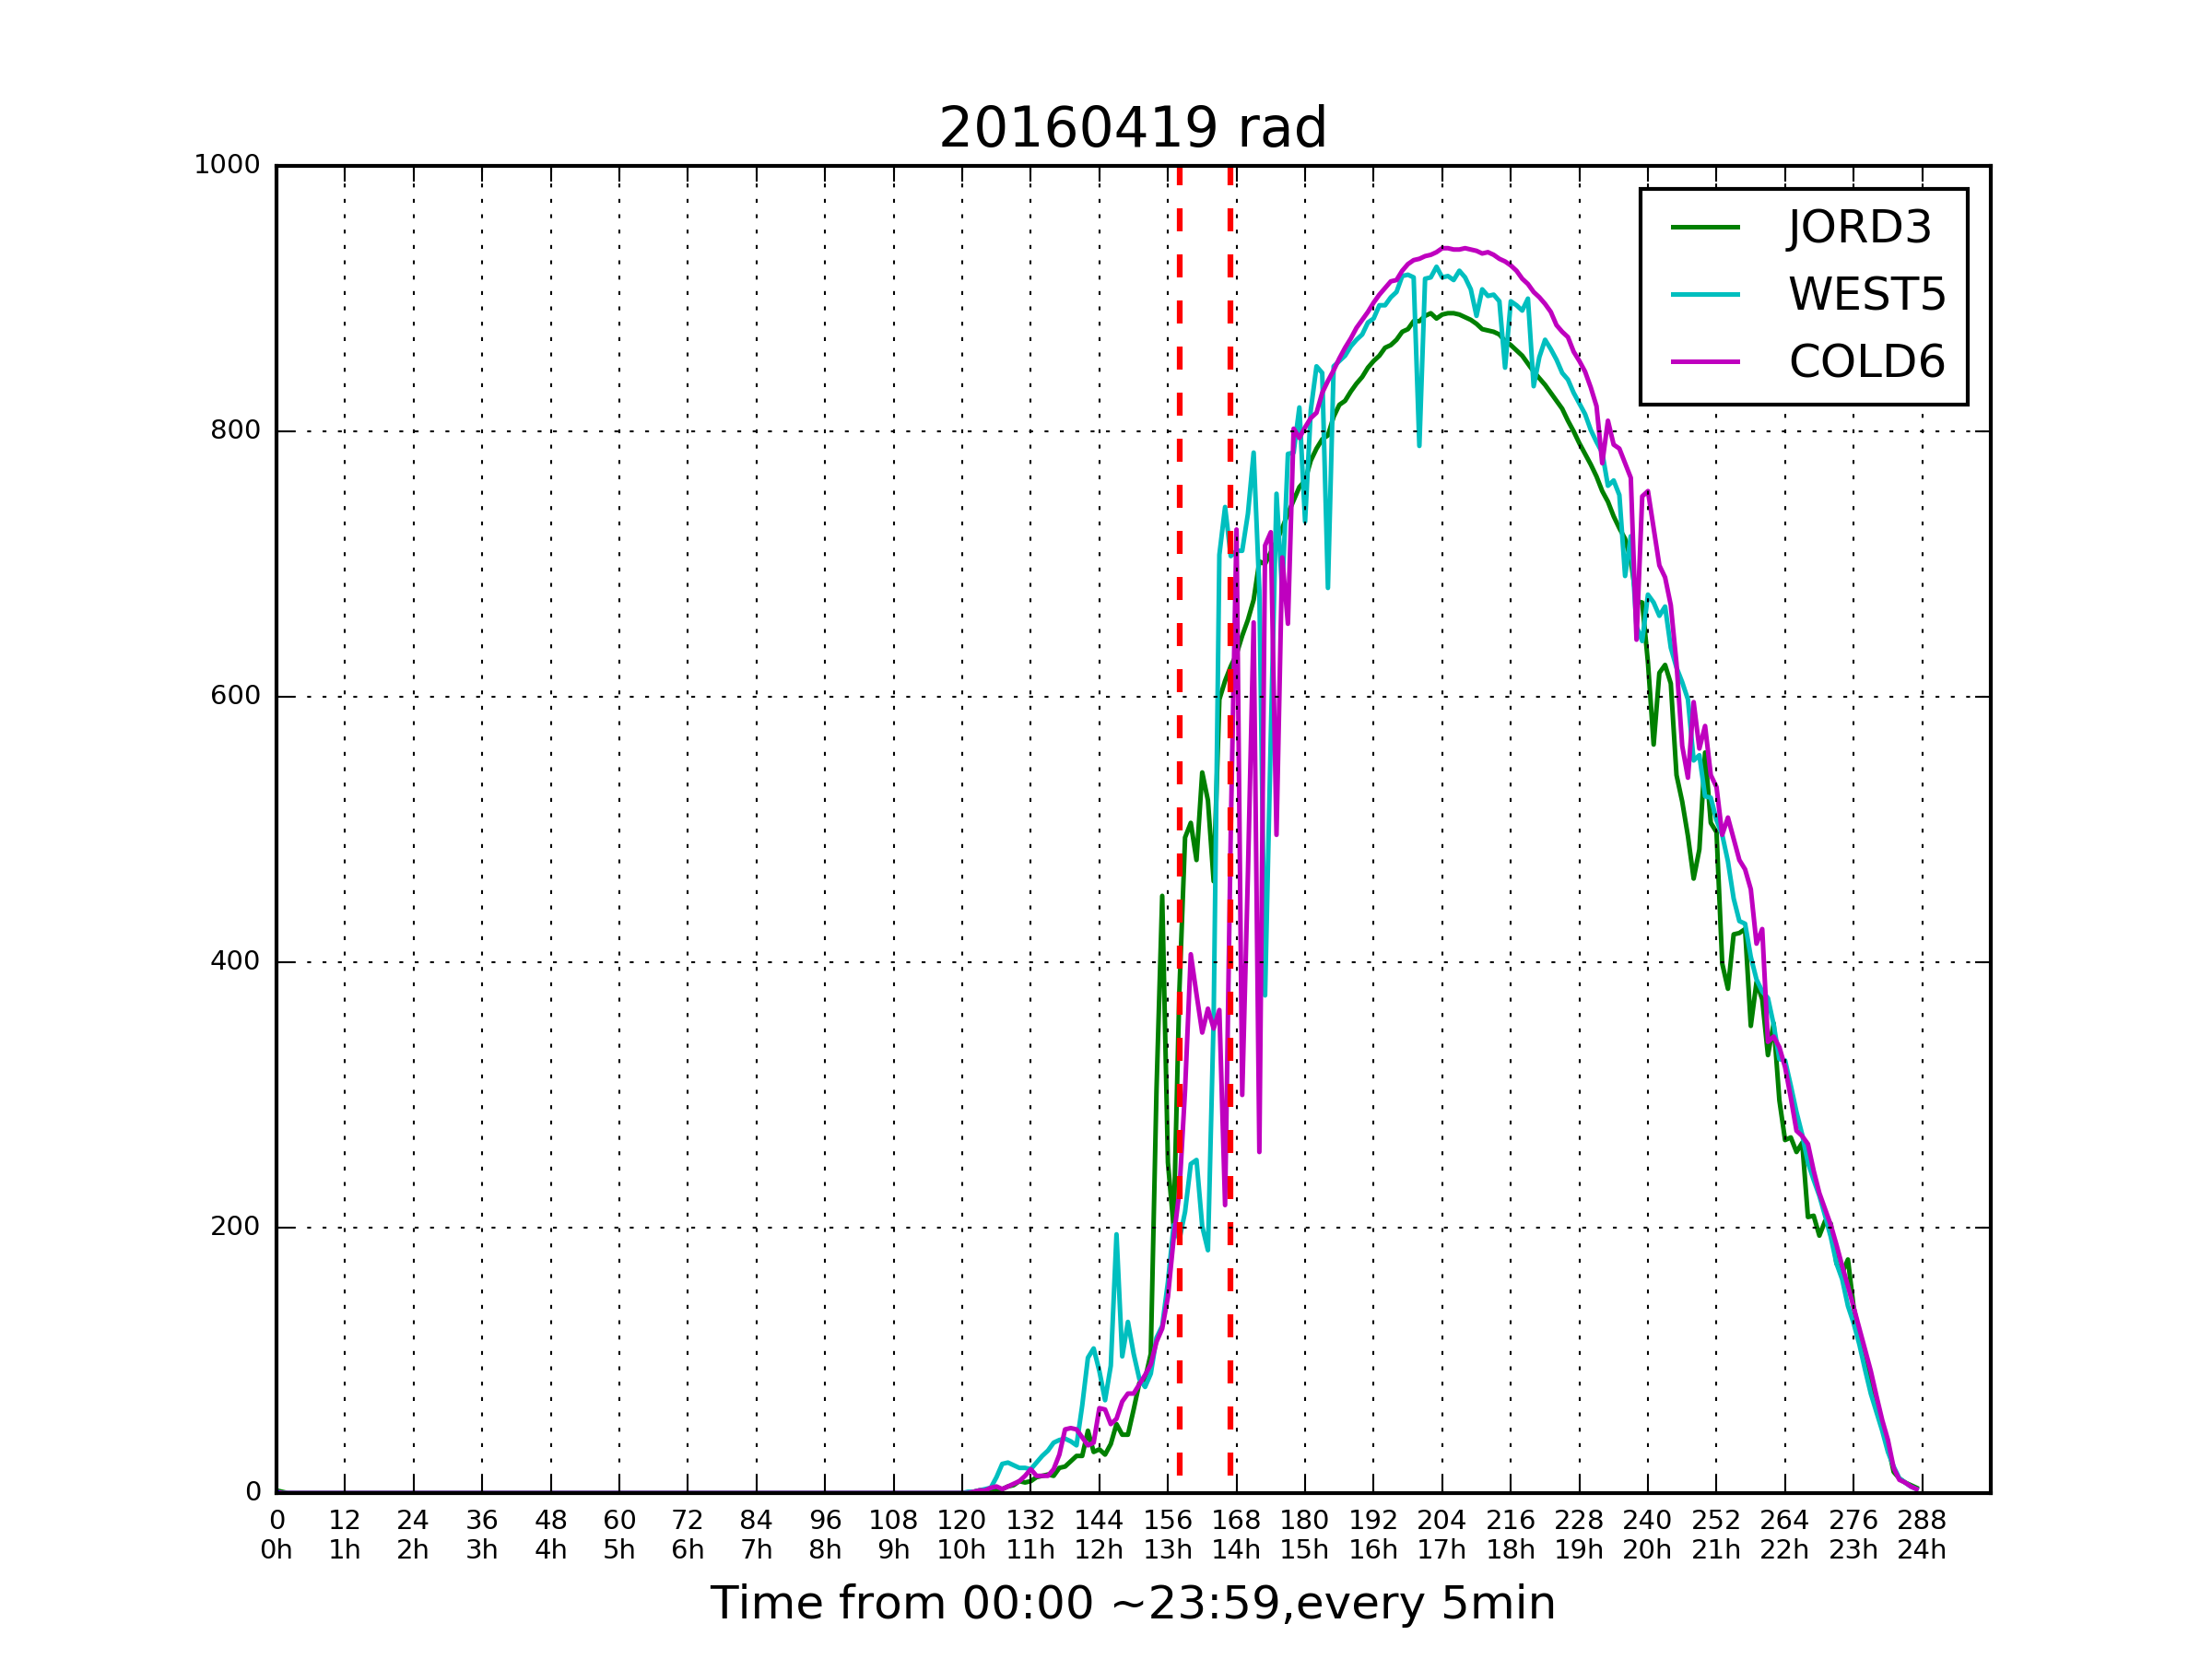 20160419 rad
1000
800
600
400
200
0
JORD3
WEST5
COLD6
0 12 24 36 48 60 72 84 96 108 120 132 144 156 168 180 192 204 216 228 240 252 264 276 288
0h 1h 2h 3h 4h 5h 6h 7h 8h 9h 10h 11h 12h 13h 14h 15h 16h 17h 18h 19h 20h 21h 22h 23h 24h
Time from 00:00 ~23:59,every 5min